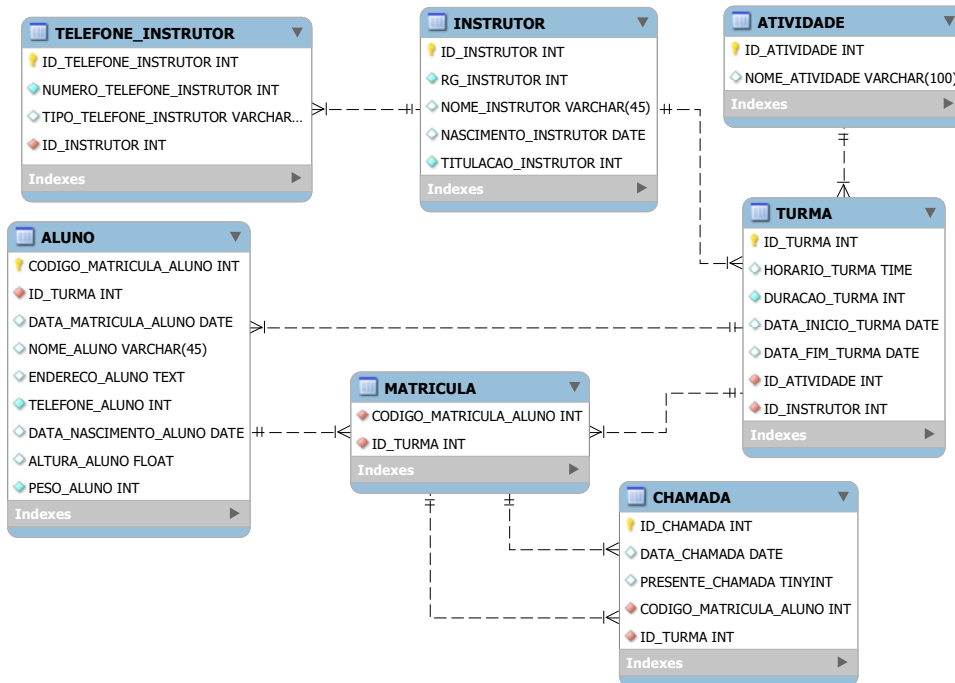 TELEFONE_INSTRUTOR
ID_TELEFONE_INSTRUTOR INT
NUMERO_TELEFONE_INSTRUTOR INT
TIPO_TELEFONE_INSTRUTOR VARCHAR...
ID_INSTRUTOR INT
Indexes
INSTRUTOR
ID_INSTRUTOR INT
RG_INSTRUTOR INT
NOME_INSTRUTOR VARCHAR(45)
NASCIMENTO_INSTRUTOR DATE
TITULACAO_INSTRUTOR INT
Indexes
ATIVIDADE
ID_ATIVIDADE INT
NOME_ATIVIDADE VARCHAR(100)
Indexes
ALUNO
CODIGO_MATRICULA_ALUNO INT
ID_TURMA INT
DATA_MATRICULA_ALUNO DATE
NOME_ALUNO VARCHAR(45)
ENDERECO_ALUNO TEXT
TELEFONE_ALUNO INT
DATA_NASCIMENTO_ALUNO DATE
ALTURA_ALUNO FLOAT
PESO_ALUNO INT
Indexes
TURMA
ID_TURMA INT
HORARIO_TURMA TIME
DURACAO_TURMA INT
DATA_INICIO_TURMA DATE
DATA_FIM_TURMA DATE
ID_ATIVIDADE INT
ID_INSTRUTOR INT
Indexes
MATRICULA
CODIGO_MATRICULA_ALUNO INT
ID_TURMA INT
Indexes
CHAMADA
ID_CHAMADA INT
DATA_CHAMADA DATE
PRESENTE_CHAMADA TINYINT
CODIGO_MATRICULA_ALUNO INT
ID_TURMA INT
Indexes